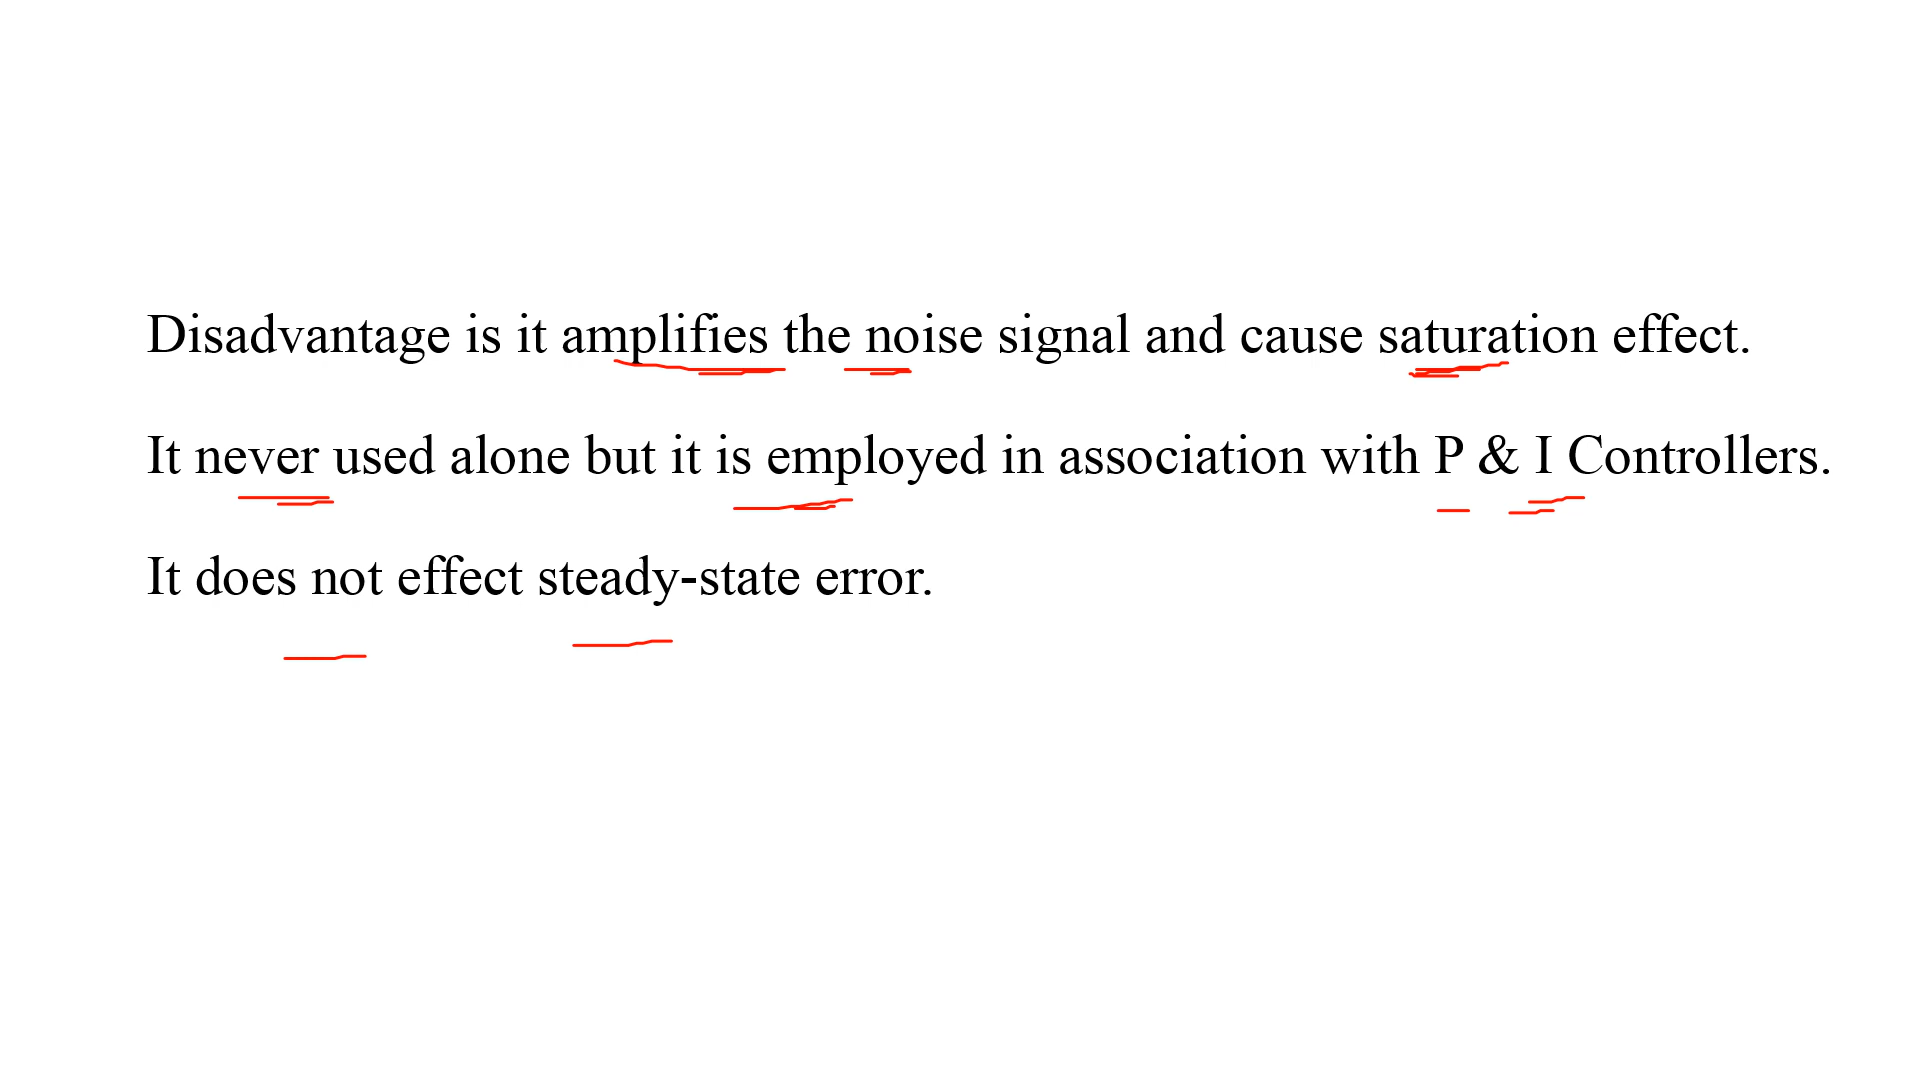 Disadvantage is it amplifies the noise signal and cause saturation effect.
It never used alone but it is employed in association with P & I Controllers.
It does not effect steady-state error.